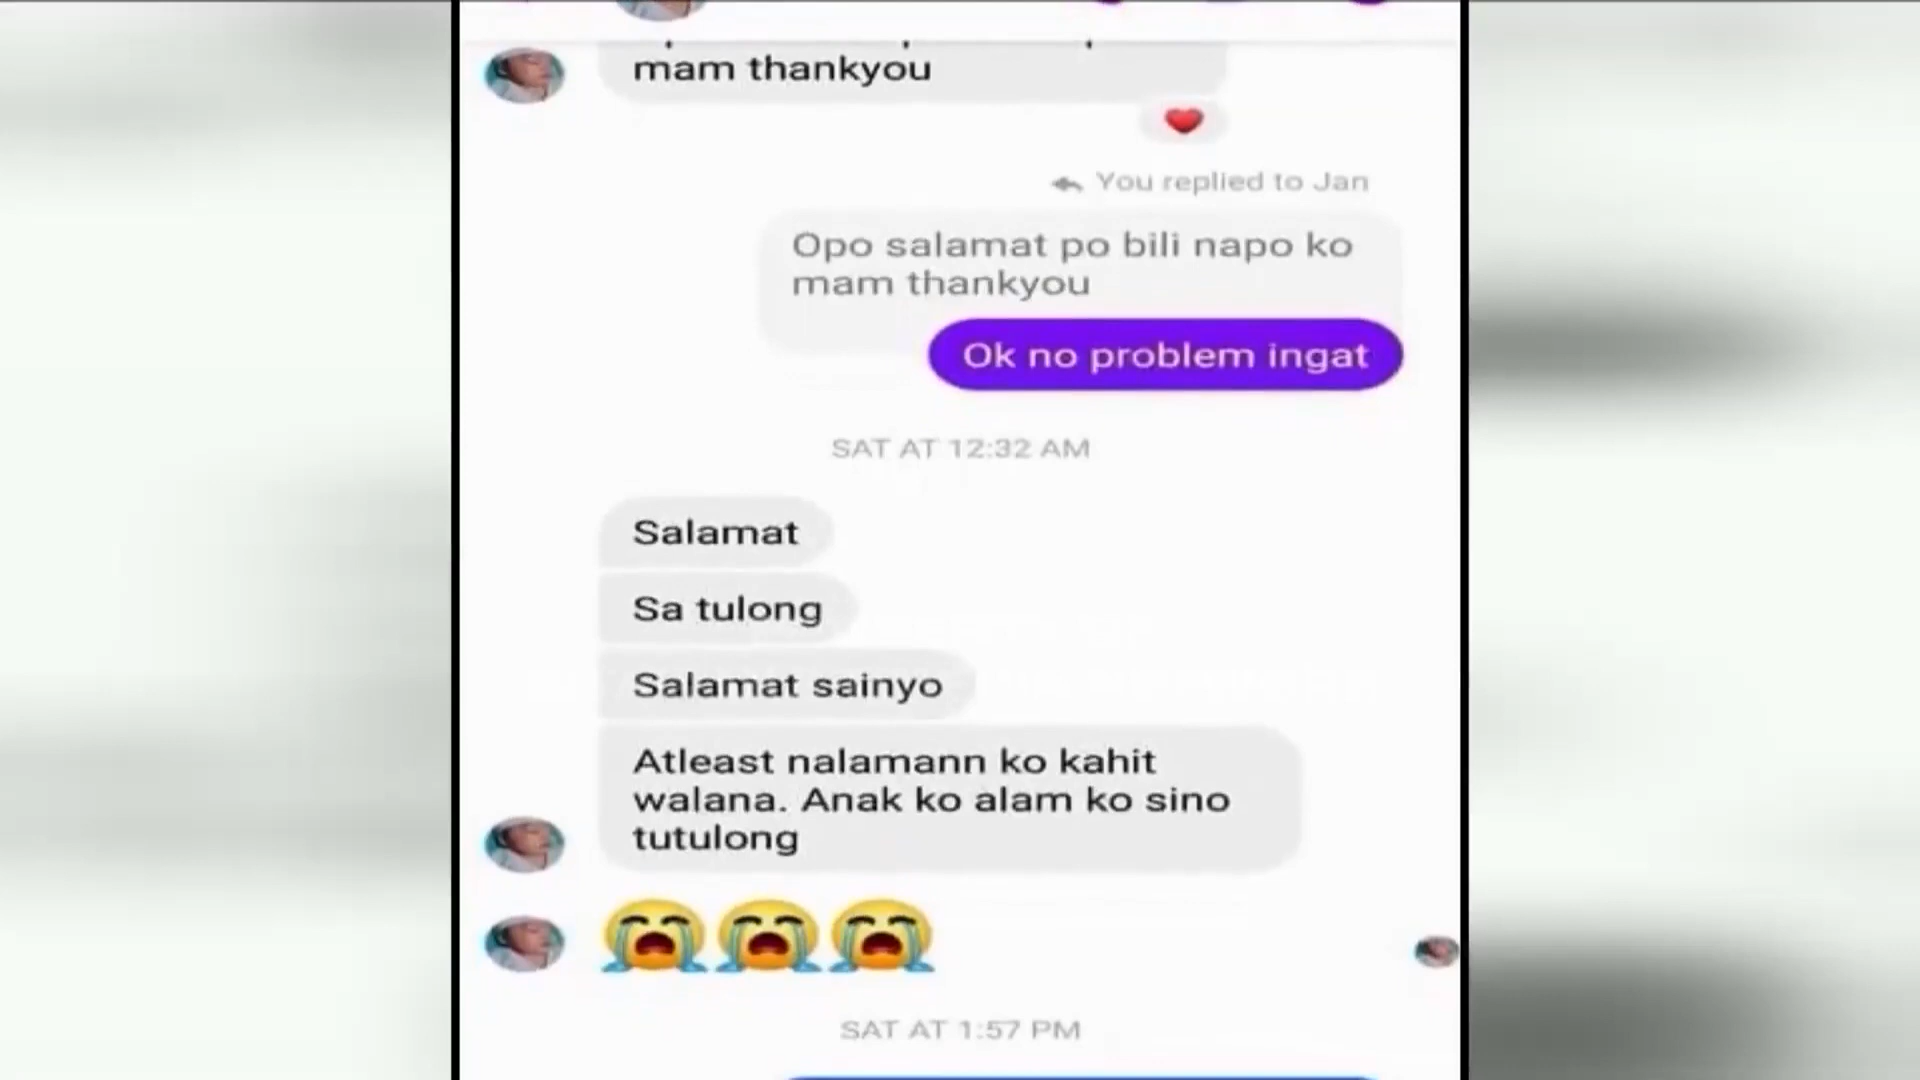 mam thankyou
You replied to Jan
Opo salamat po bili napo ko
mam thankyou
Ok no problem ingat
SAT AT 12:32 AM
Salamat
Sa tulong
Salamat sainyo
Atleast nalamann ko kahit
walana. Anak ko alam ko sino
tutulong
SAT AT 1:57 PM